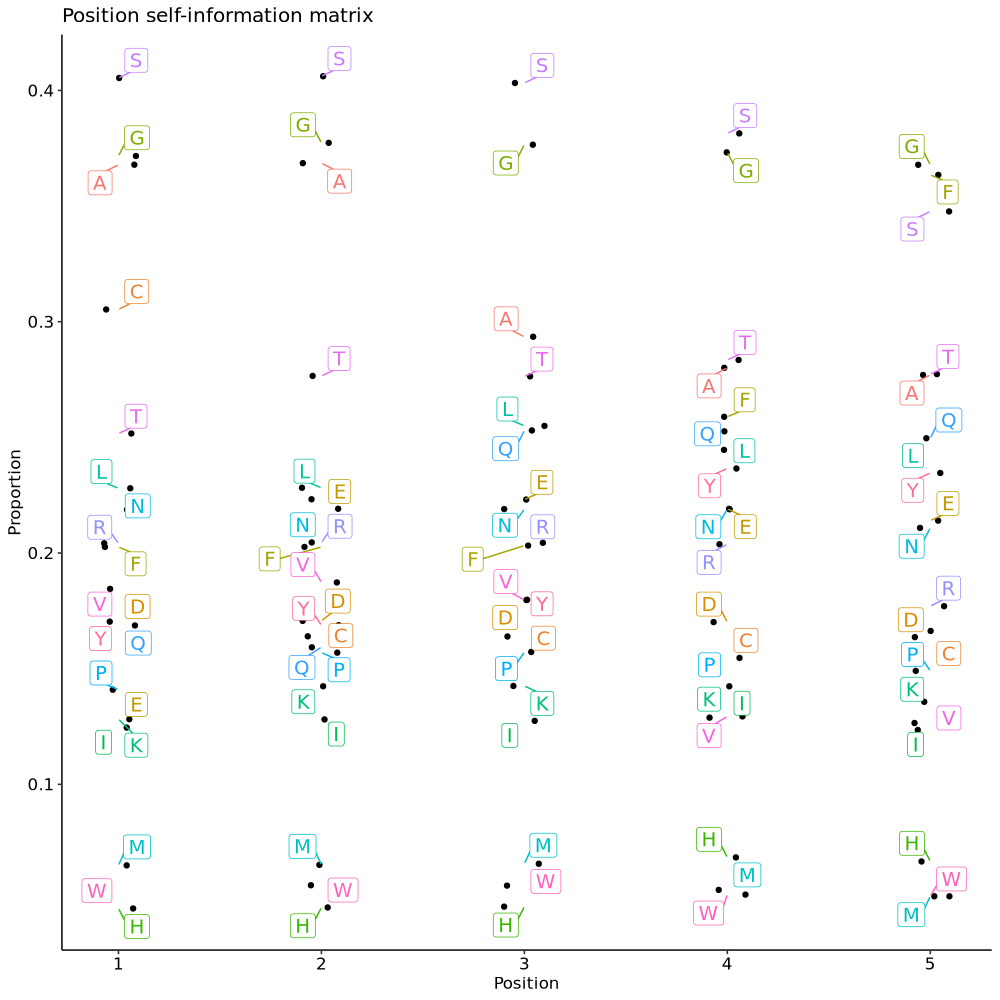 Position self-information matrix
S S S S
G G G G G
A A F
S
C
A T T T
T T A F A
L Q L Q
T L E Q L
L N E Y Y
R N R N R N E E
F F V F R N
V D Y D V Y D R
Y Q C D C C D
P Q P P P P C
E K K K K
I K I I V I V
I
M M M H H
W W W M W
H H H W M
0.4
0.3
0.2
0.1
Proportion
1 2 3 4 5
Position